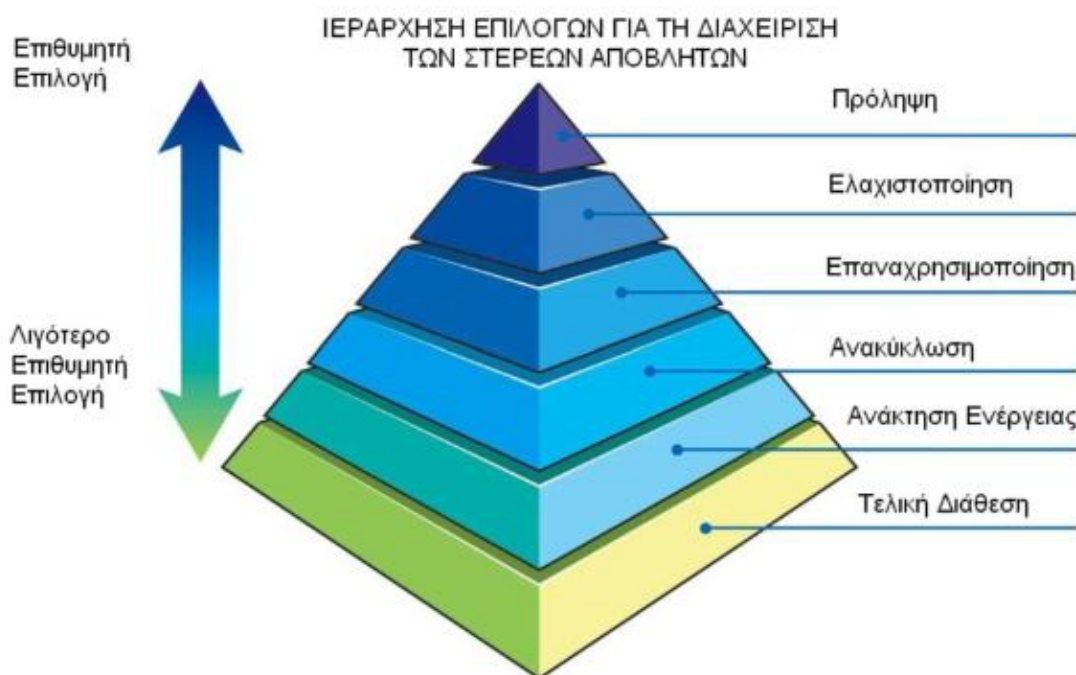 ΙΕΡΑΡΧΗΣΗ ΕΠΙΛΟΓΩΝ ΓΙΑ ΤΗ ΔΙΑΧΕΙΡΙΣΗ
ΤΩΝ ΣΤΕΡΕΩΝ ΑΠΟΒΛΗΤΩΝ
Επιθυμητή
Επιλογή
Πρόληψη
Ελαχιστοποίηση
Επαναχρησιμοποίηση
Λιγότερο
Επιθυμητή
Επιλογή
Ανακύκλωση
Ανάκτηση Ενέργειας
Τελική Διάθεση